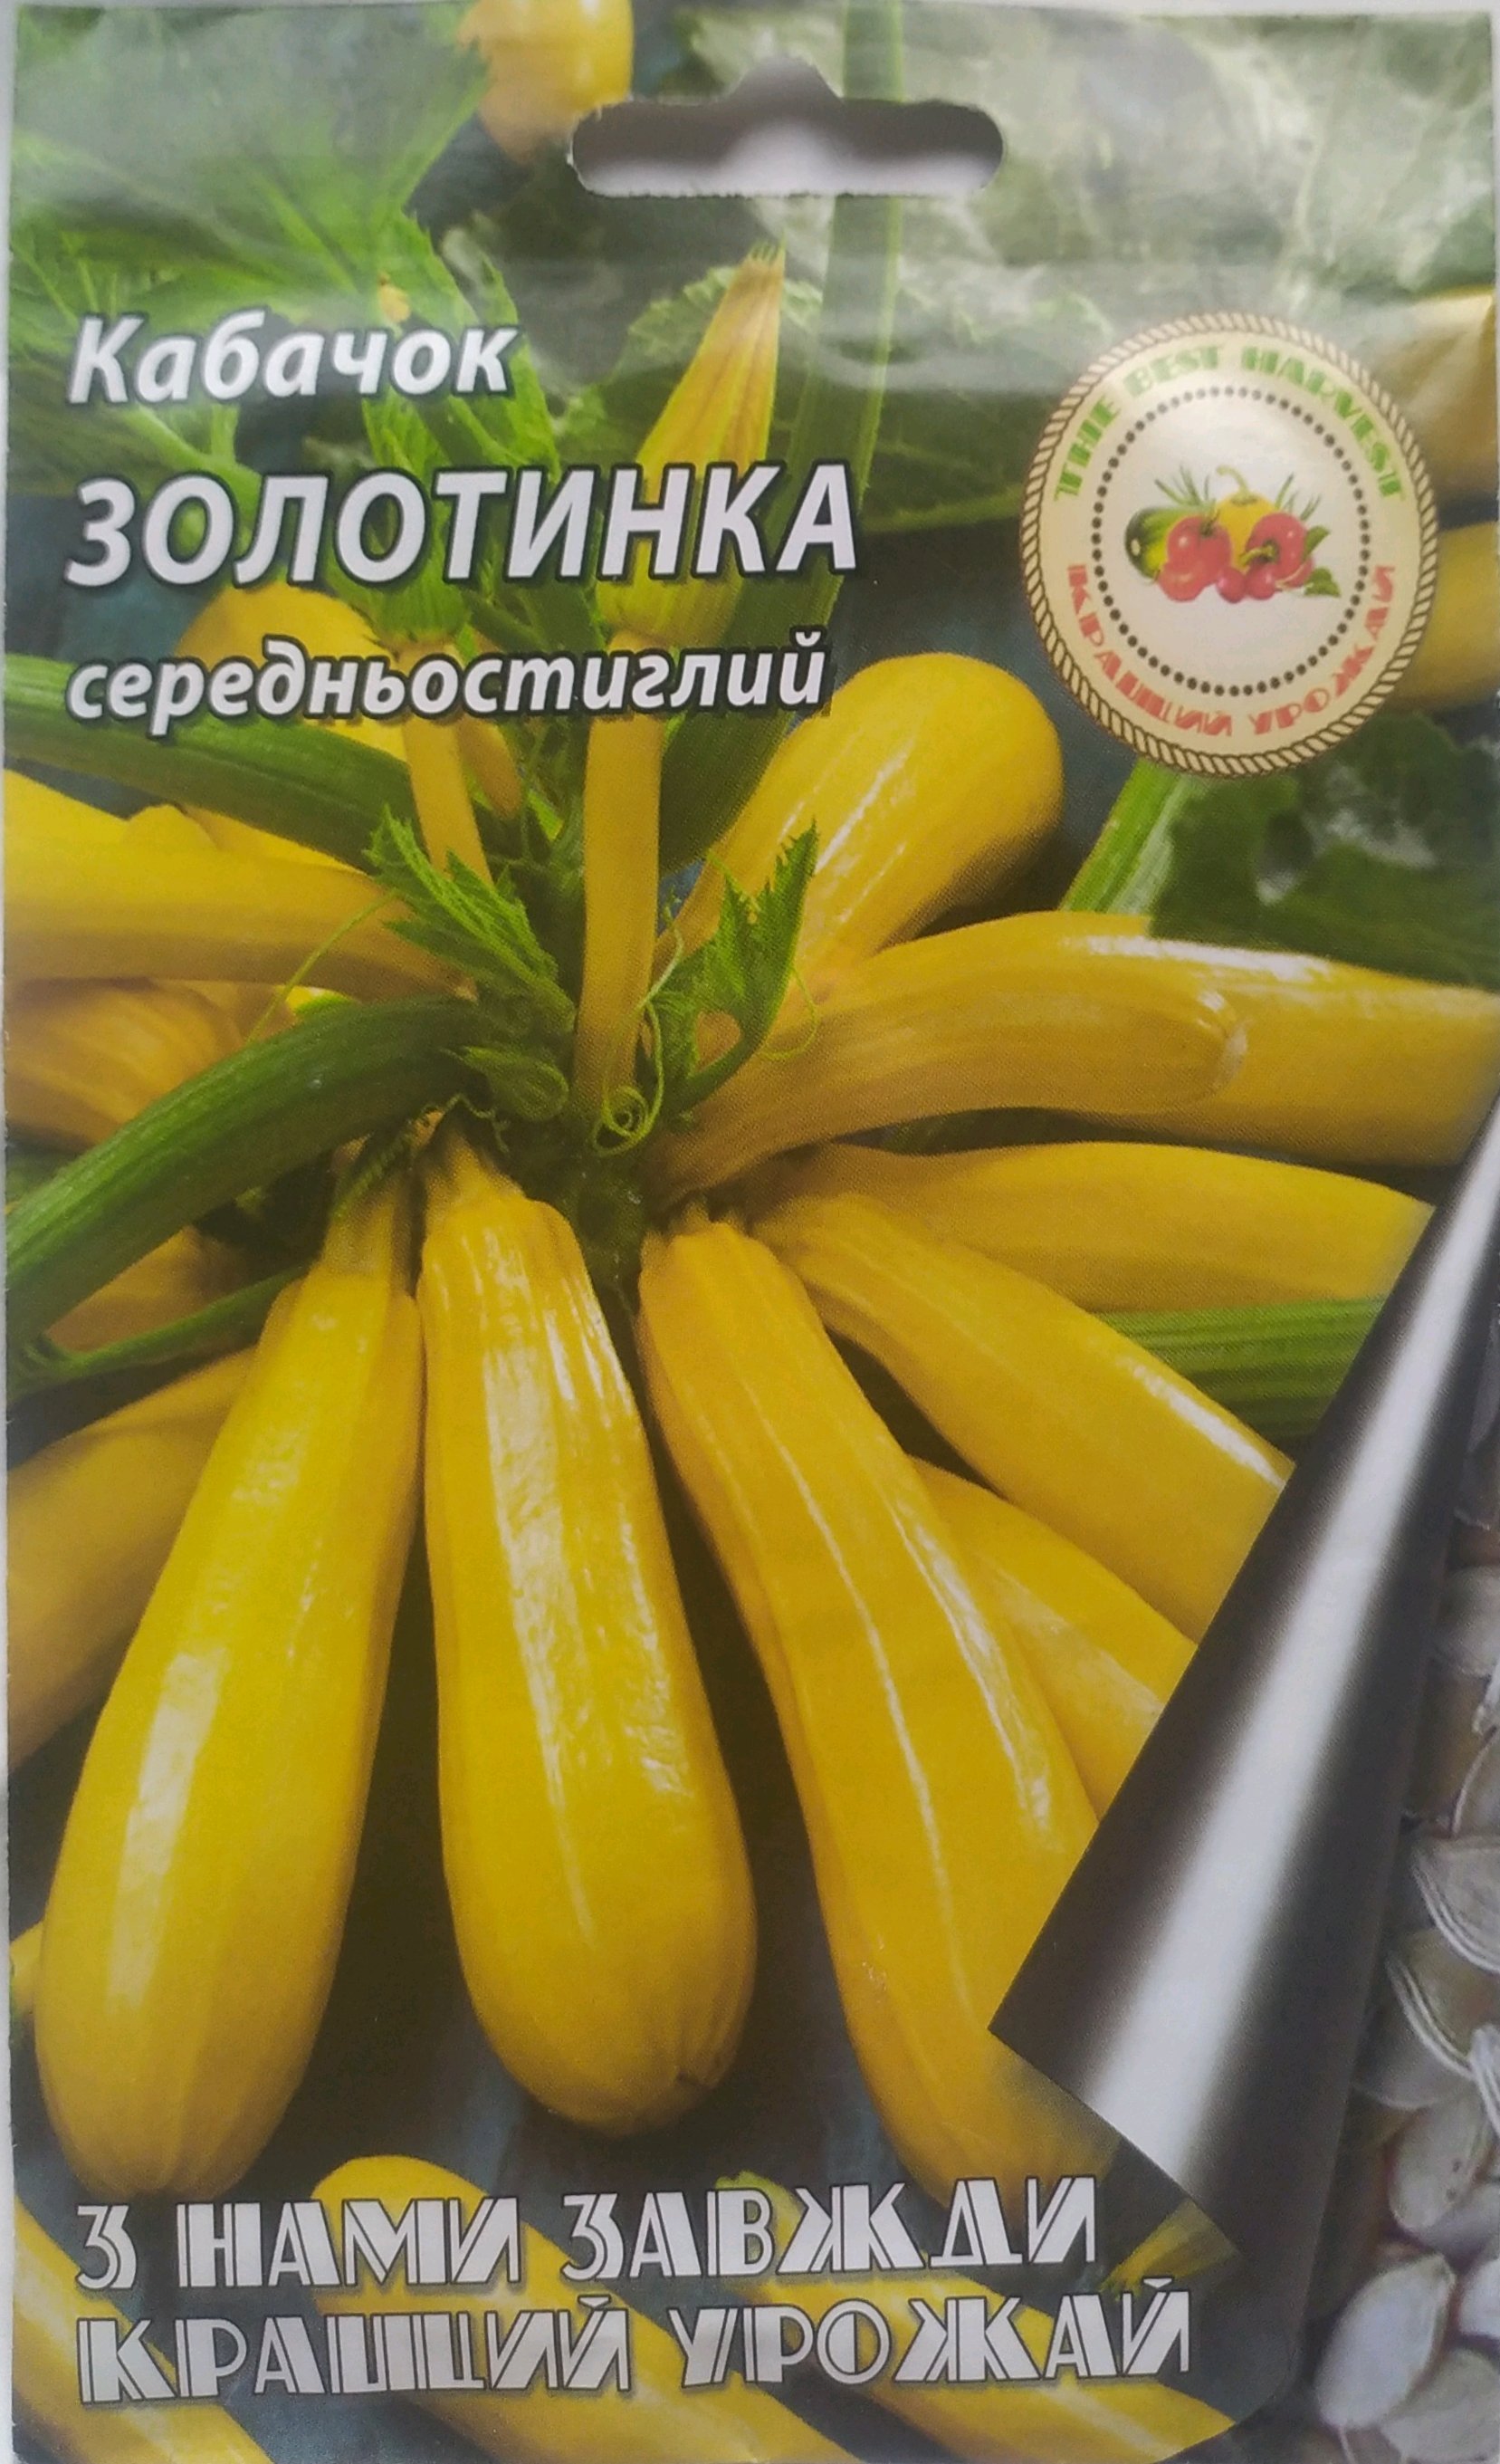 Кабачок
ЗОЛОТИНКА
середньостиглий
THE BEST HARVEST
КРАЩИЙ УРОЖАЙ
З НАМИ ЗАВЖДИ
КРАЩИЙ УРОЖАЙ